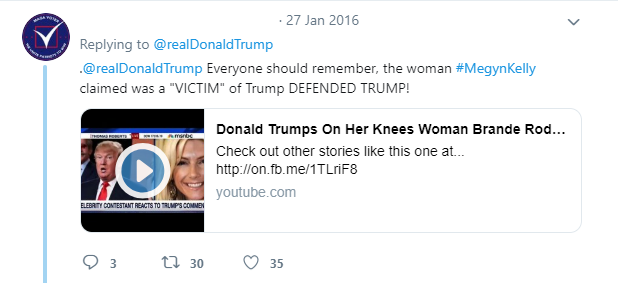 · 27 Jan 2016
MAGA VOTER
Replying to @realDonaldTrump
.@realDonaldTrump Everyone should remember, the woman #MegynKelly
claimed was a "VICTIM" of Trump DEFENDED TRUMP!
THOMAS ROBERTS
msnbc
ELEBRITY CONTESTANT REACTS TO TRUMP'S COMMEN
Donald Trumps On Her Knees Woman Brande Rod...
Check out other stories like this one at...
http://on.fb.me/1TLriF8
youtube.com
3 30 35